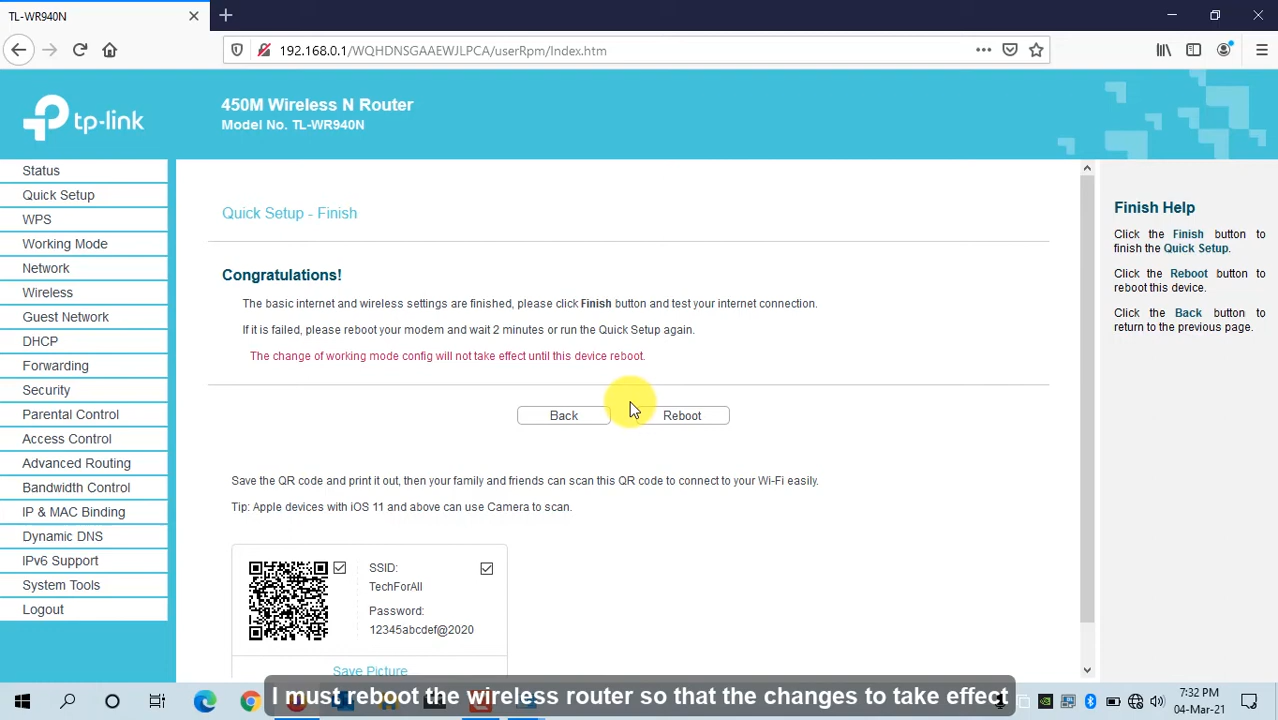 TL-WR940N
192.168.0.1/WQHDNSGAAEWJLPCA/userRpm/Index.htm
tp-link
450M Wireless N Router
Model No. TL-WR940N
Status
Quick Setup
WPS
Working Mode
Network
Wireless
Guest Network
DHCP
Forwarding
Security
Parental Control
Access Control
Advanced Routing
Bandwidth Control
IP & MAC Binding
Dynamic DNS
IPv6 Support
System Tools
Logout
Quick Setup - Finish
Congratulations!
The basic internet and wireless settings are finished, please click Finish button and test your internet connection.
If it is failed, please reboot your modem and wait 2 minutes or run the Quick Setup again.
The change of working mode config will not take effect until this device reboot.
Back
Reboot
Save the QR code and print it out, then your family and friends can scan this QR code to connect to your Wi-Fi easily.
Tip: Apple devices with iOS 11 and above can use Camera to scan.
SSID:
TechForAll
Password:
12345abcdef@2020
Save Picture
Finish Help
Click the Finish button to
finish the Quick Setup.
Click the Reboot button to
reboot this device.
Click the Back button to
return to the previous page.
I must reboot the wireless router so that the changes to take effect
7:32 PM
04-Mar-21